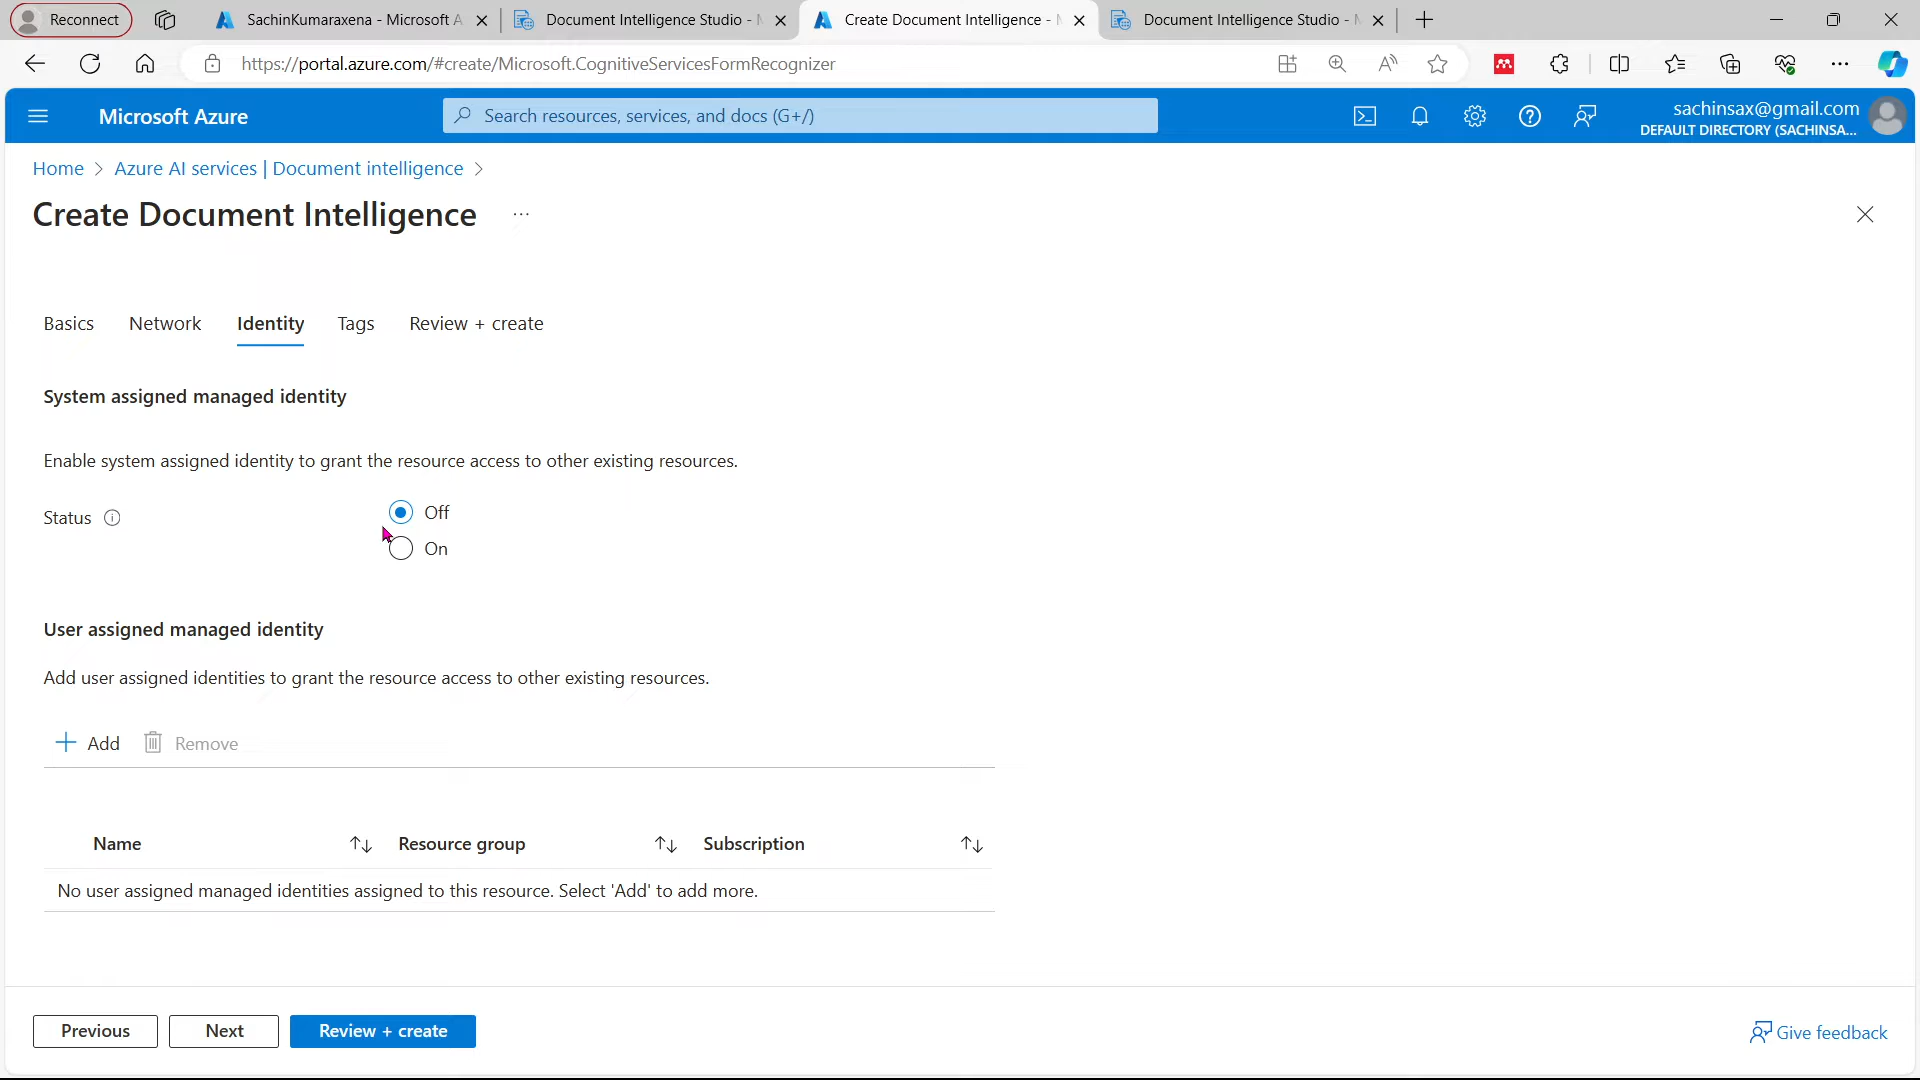 Reconnect
SachinKumaraxena - Microsoft A
Document Intelligence Studio -
Create Document Intelligence -
Document Intelligence Studio -
https://portal.azure.com/#create/Microsoft.CognitiveServicesFormRecognizer
Microsoft Azure
Search resources, services, and docs (G+/)
sachinsax@gmail.com
DEFAULT DIRECTORY (SACHINSA...
Home > Azure AI services | Document intelligence >
Create Document Intelligence ...
Basics Network Identity Tags Review + create
System assigned managed identity
Enable system assigned identity to grant the resource access to other existing resources.
Status
Off
On
User assigned managed identity
Add user assigned identities to grant the resource access to other existing resources.
+ Add Remove
Name Resource group Subscription
No user assigned managed identities assigned to this resource. Select 'Add' to add more.
Previous Next Review + create Give feedback